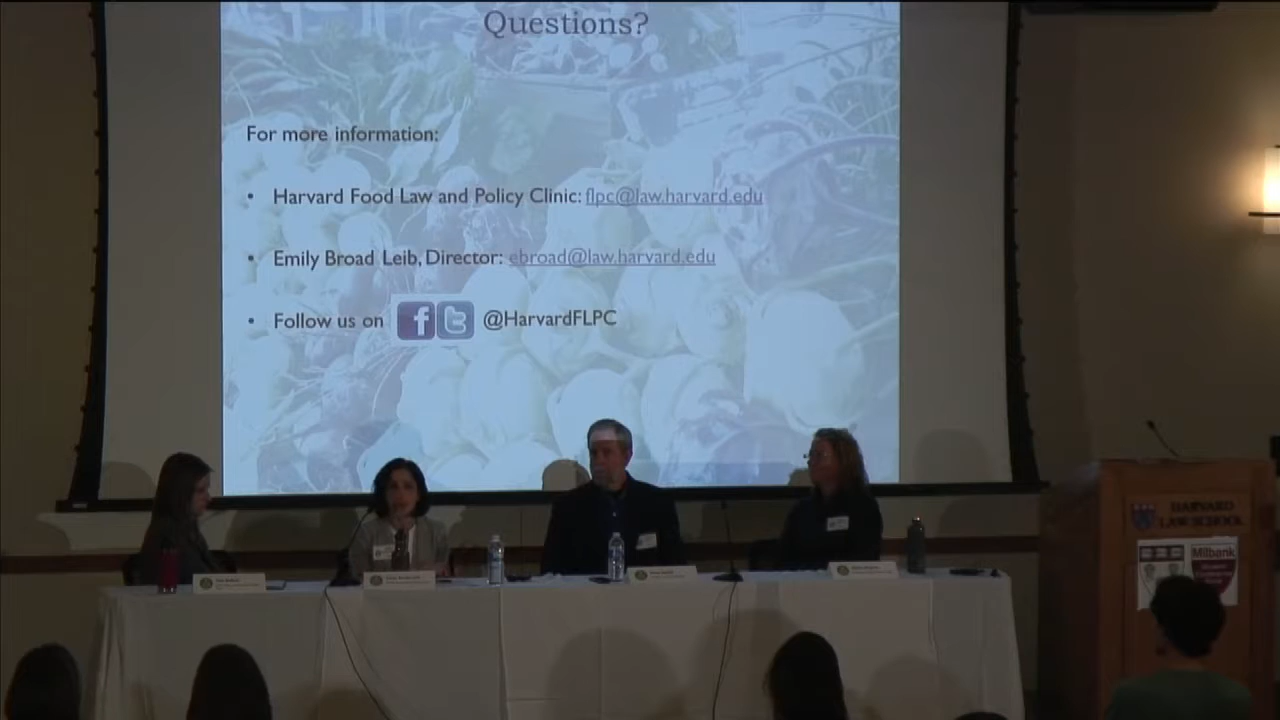 Questions?
For more information:
• Harvard Food Law and Policy Clinic: flpc@law.harvard.edu
• Emily Broad Leib, Director: ebroad@law.harvard.edu
• Follow us on f t @HarvardFLPC
HARVARD
LAW SCHOOL
Milbank